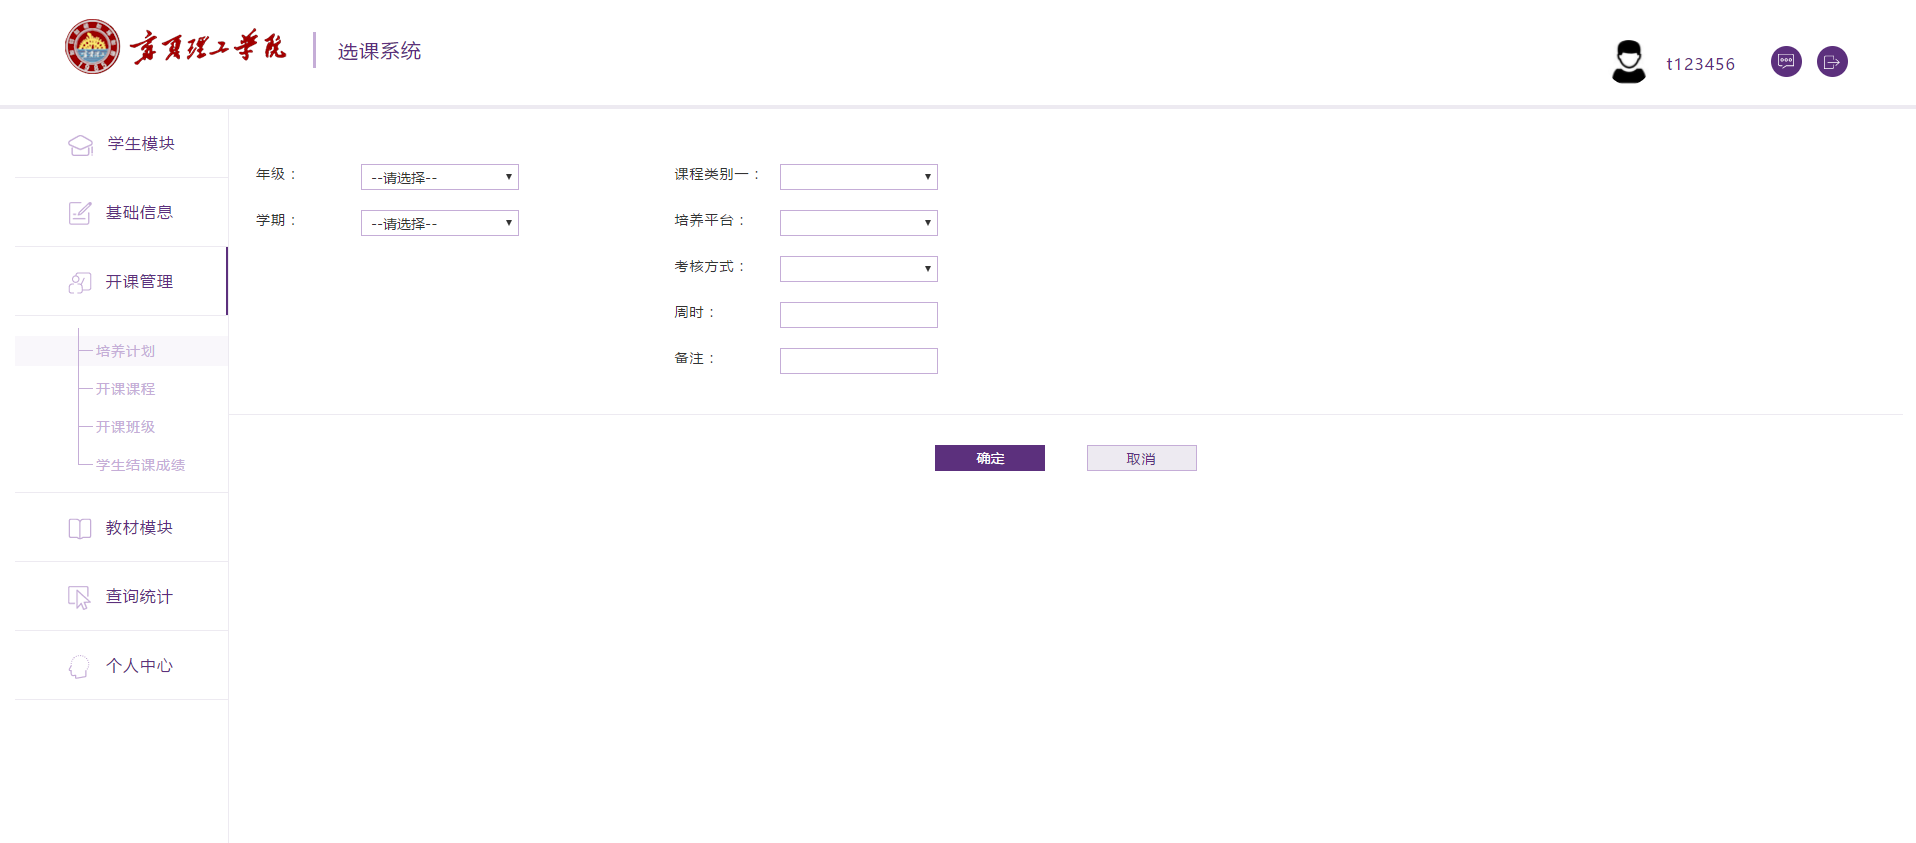 寧夏理工学院
选课系统
t123456
学生模块
基础信息
开课管理
培养计划
开课课程
开课班级
学生结课成绩
教材模块
查询统计
个人中心
年级： --请选择--
学期： --请选择--
课程类别一：
培养平台：
考核方式：
周时：
备注：
确定
取消